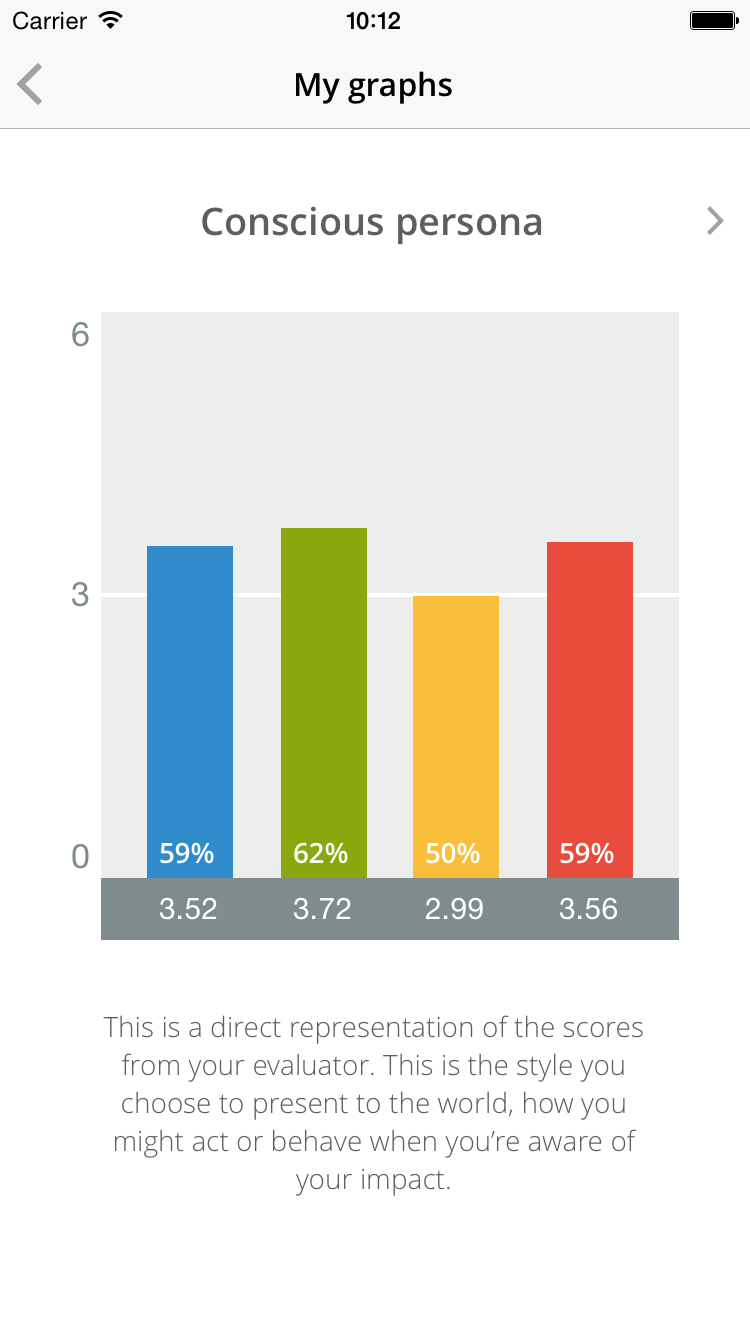 Carrier 10:12
My graphs
Conscious persona
6
3
0
59% 62% 50% 59%
3.52 3.72 2.99 3.56
This is a direct representation of the scores
from your evaluator. This is the style you
choose to present to the world, how you
might act or behave when you’re aware of
your impact.